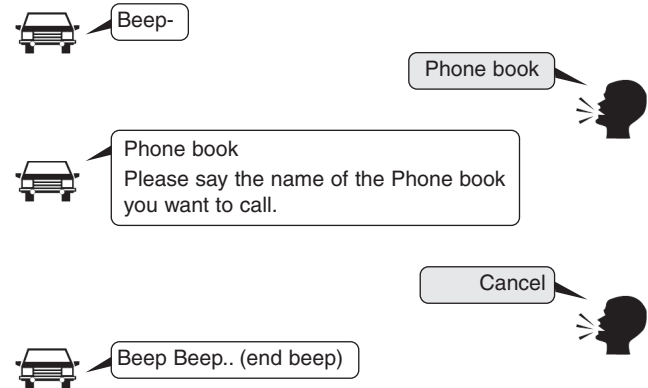 Beep-
Phone book
Phone book
Please say the name of the Phone book
you want to call.
Cancel
Beep Beep.. (end beep)